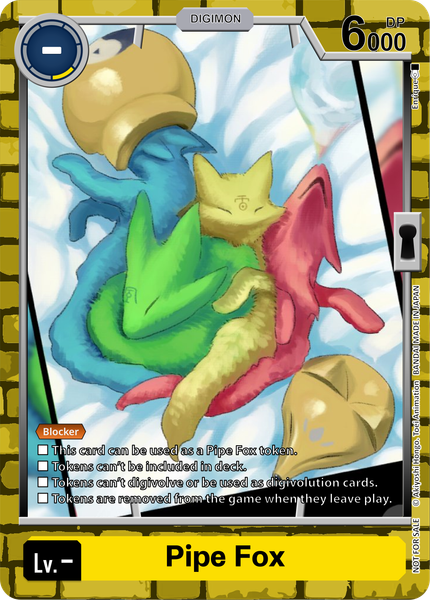 DIGIMON
DP
6000
-
Entrique
Blocker
□ This card can be used as a Pipe Fox token.
□ Tokens can't be included in deck.
□ Tokens can't digivolve or be used as digivolution cards.
□ Tokens are removed from the game when they leave play.
NOT FOR SALE © Akiyoshi Hongo, Toei Animation BANDAI MADE IN JAPAN
Lv.-
Pipe Fox